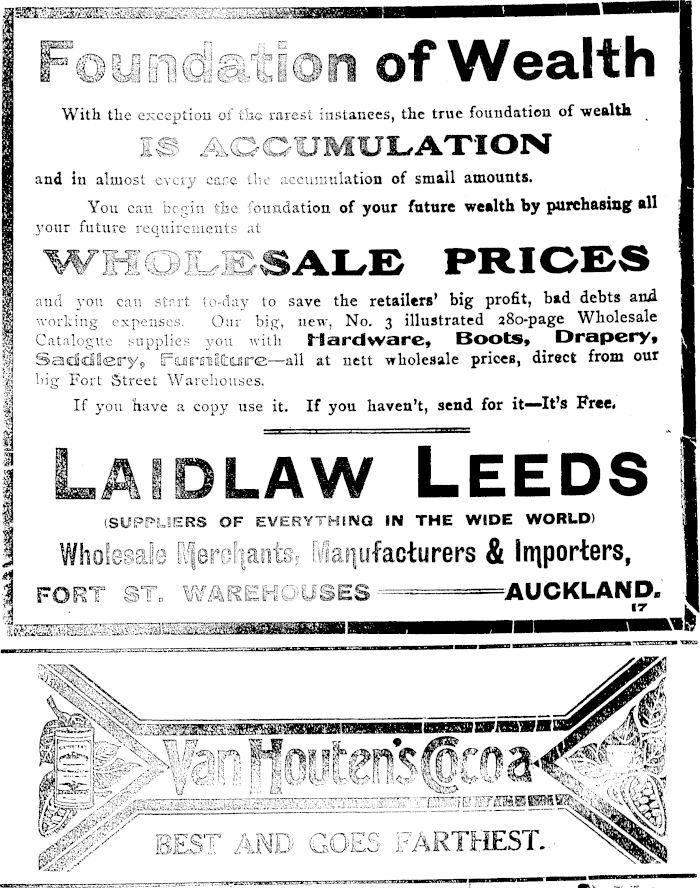 Foundation of Wealth
With the exception of the rarest instances, the true foundation of wealth
IS ACCUMULATION
and in almost every case the accumulation of small amounts.
You can begin the foundation of your future wealth by purchasing all
your future requirements at
WHOLESALE PRICES
and you can start to-day to save the retailers' big profit, bad debts and
working expenses. Our big, new, No. 3 illustrated 280-page Wholesale
Catalogue supplies you with Hardware, Boots, Drapery,
Saddlery, Furniture—all at nett wholesale prices, direct from our
big Fort Street Warehouses.
If you have a copy use it. If you haven't, send for it—It's Free.
LAIDLAW LEEDS
(SUPPLIERS OF EVERYTHING IN THE WIDE WORLD)
Wholesale Merchants, Manufacturers & Importers,
FORT ST. WAREHOUSES AUCKLAND.
17
Van Houten's Cocoa
BEST AND GOES FARTHEST.